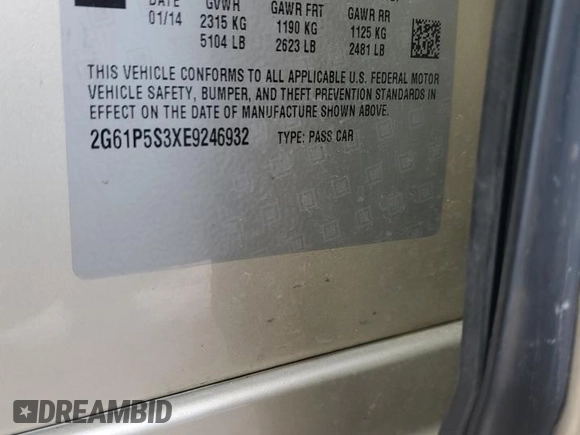 DATE GVWR GAWR FRT GAWR RR
01/14 2315 KG 1190 KG 1125 KG
5104 LB 2623 LB 2481 LB
THIS VEHICLE CONFORMS TO ALL APPLICABLE U.S. FEDERAL MOTOR
VEHICLE SAFETY, BUMPER, AND THEFT PREVENTION STANDARDS IN
EFFECT ON THE DATE OF MANUFACTURE SHOWN ABOVE.
2G61P5S3XE9246932 TYPE: PASS CAR
DREAMBID